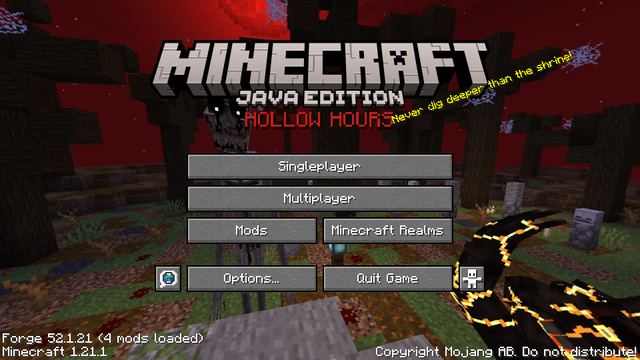 MINECRAFT
JAVA EDITION
HOLLOW HOURS
Never dig deeper than the shrine!
Singleplayer
Multiplayer
Mods
Minecraft Realms
Options...
Quit Game
Forge 52.1.21 (4 mods loaded)
Minecraft 1.21.1
Copyright Mojang AB. Do not distribute!